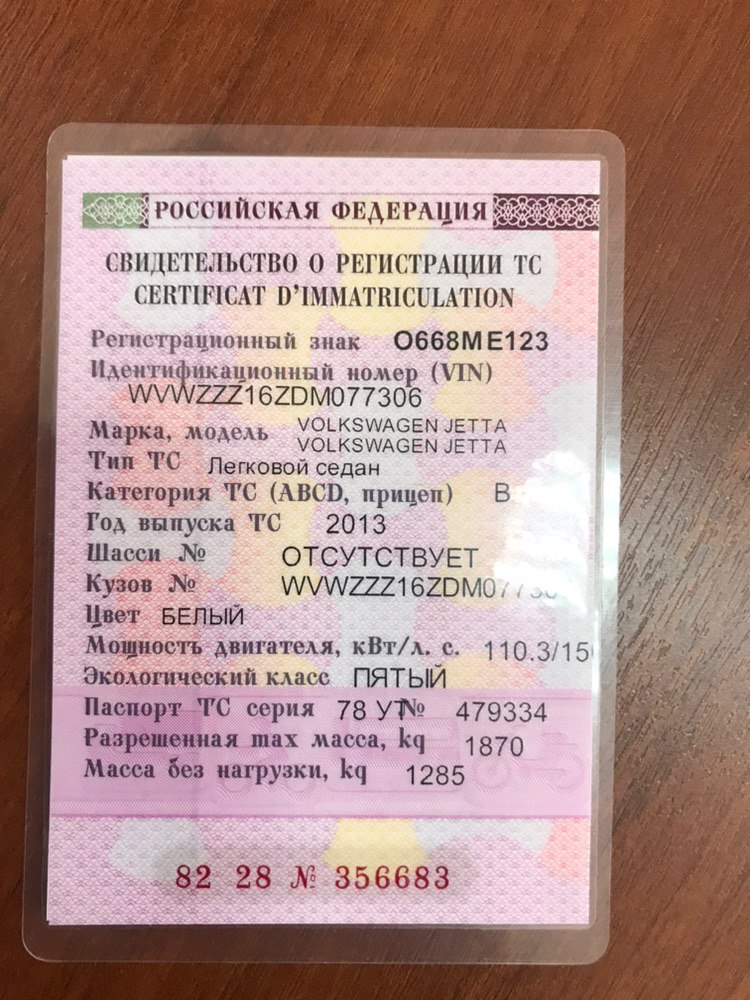 РОССИЙСКАЯ ФЕДЕРАЦИЯ
СВИДЕТЕЛЬСТВО О РЕГИСТРАЦИИ ТС
CERTIFICAT D'IMMATRICULATION
Регистрационный знак О668МЕ123
Идентификационный номер (VIN)
WVWZZZ16ZDM077306
Марка, модель VOLKSWAGEN JETTA
VOLKSWAGEN JETTA
Тип ТС Легковой седан
Категория ТС (ABCD, прицеп) B
Год выпуска ТС 2013
Шасси № ОТСУТСТВУЕТ
Кузов №
Цвет БЕЛЫЙ
Мощность двигателя, кВт/л. с.
Экологический класс ПЯТЫЙ
Паспорт ТС серия 78 УТ № 479334
Разрешенная max масса, kg 1870
Масса без нагрузки, kg 1285
82 28 № 356683